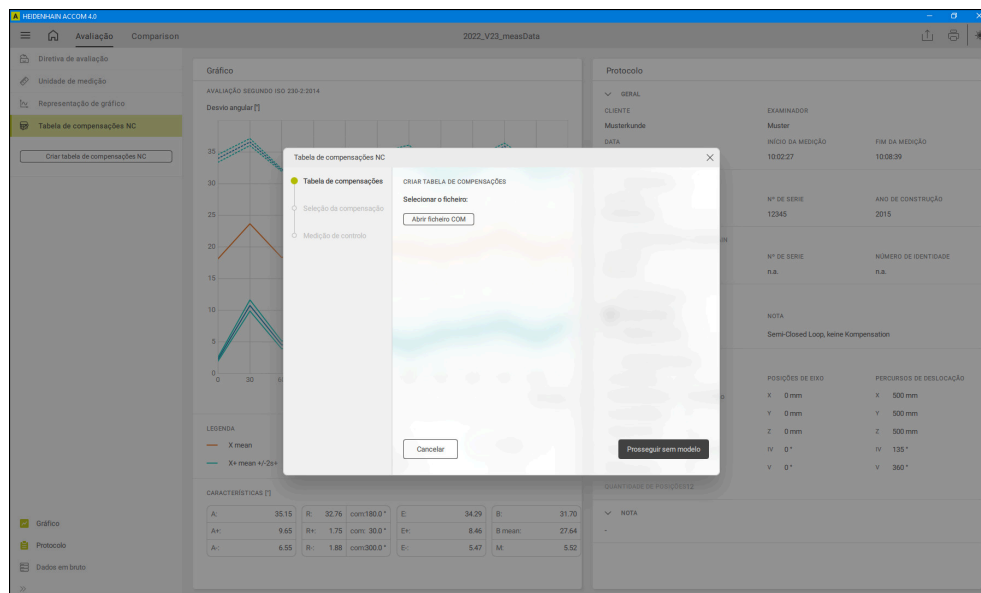 HEIDENHAIN ACCOM 4.0
Avaliação Comparison 2022_V23_measData
Diretiva de avaliação
Unidade de medição
Representação de gráfico
Tabela de compensações NC
Criar tabela de compensações NC
Gráfico
Protocolo
Dados em bruto
Gráfico
AVALIAÇÃO SEGUNDO ISO 230-2:2014
Desvio angular ["]
35
30
25
20
15
10
5
0
0 30
LEGENDA
X mean
X+ mean +/-2s+
CARACTERÍSTICAS ["]
A: 35.15 R: 32.76 com:180.0 ° E: 34.29 B: 31.70
A+: 9.65 R+: 1.75 com: 30.0 ° E+: 8.46 B mean: 27.64
A-: 6.55 R-: 1.88 com:300.0 ° E-: 5.47 M: 5.52
Tabela de compensações NC
Tabela de compensações
Seleção da compensação
Medição de controlo
CRIAR TABELA DE COMPENSAÇÕES
Selecionar o ficheiro:
Abrir ficheiro COM
Cancelar
Prosseguir sem modelo
Protocolo
GERAL
CLIENTE EXAMINADOR
Musterkunde Muster
DATA INÍCIO DA MEDIÇÃO FIM DA MEDIÇÃO
10:02:27 10:08:39
Nº DE SERIE ANO DE CONSTRUÇÃO
12345 2015
Nº DE SERIE NÚMERO DE IDENTIDADE
n.a. n.a.
NOTA
Semi-Closed Loop, keine Kompensation
POSIÇÕES DE EIXO PERCURSOS DE DESLOCAÇÃO
X 0 mm X 500 mm
Y 0 mm Y 500 mm
Z 0 mm Z 500 mm
IV 0 ° IV 135 °
V 0 ° V 360 °
QUANTIDADE DE POSIÇÕES12
NOTA
-